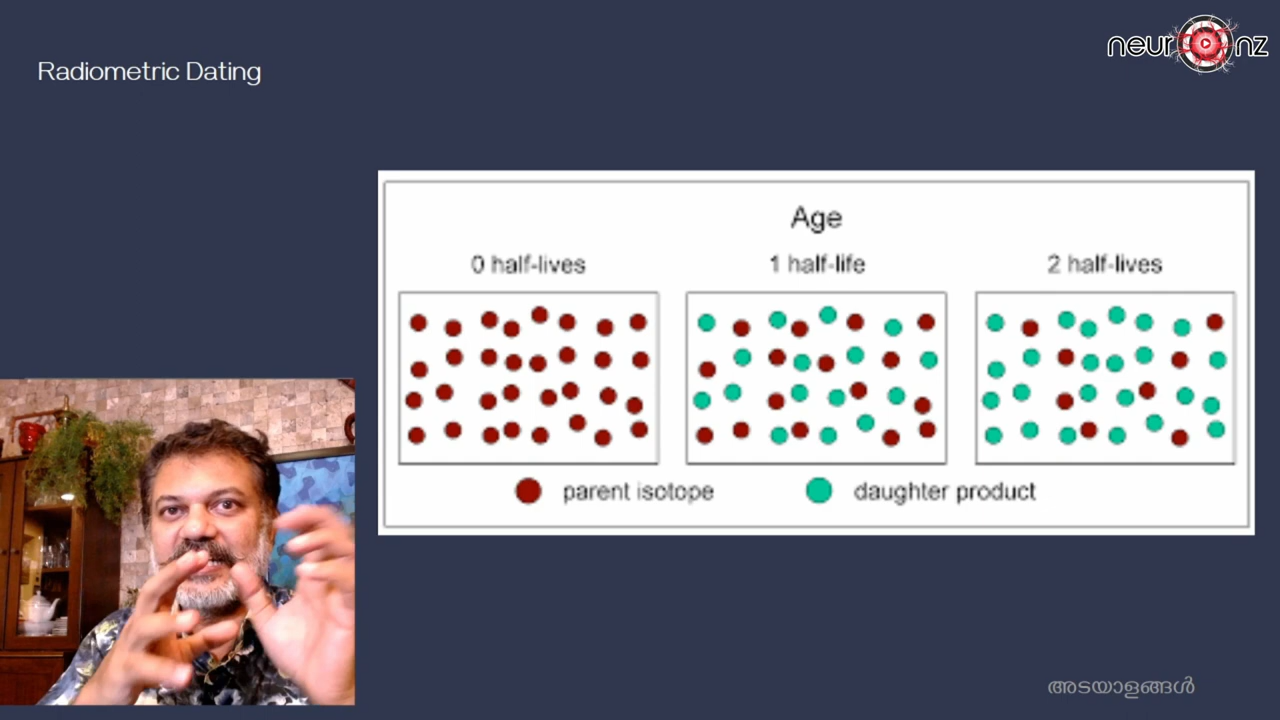 neuronz
Radiometric Dating
Age
0 half-lives
1 half-life
2 half-lives
parent isotope
daughter product
അടയാളങ്ങൾ